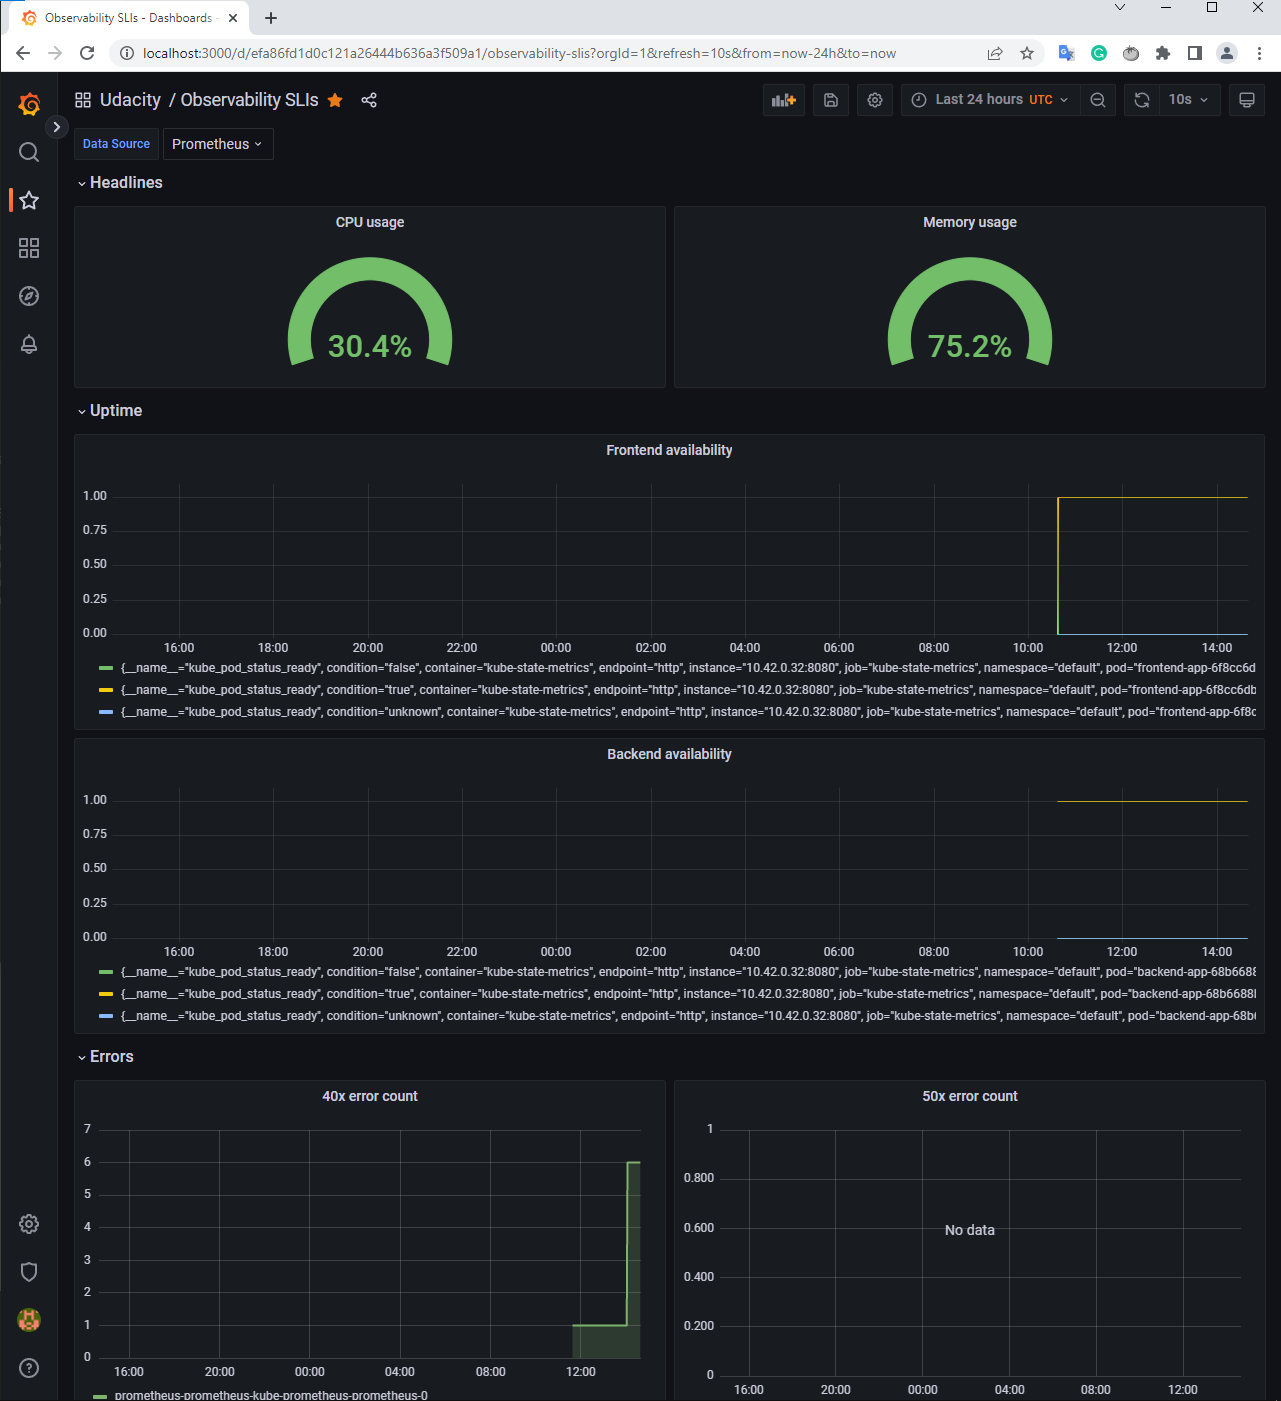 Observability SLIs - Dashboards -
localhost:3000/d/efa86fd1d0c121a26444b636a3f509a1/observability-slis?orgId=1&refresh=10s&from=now-24h&to=now
Udacity / Observability SLIs
Last 24 hours UTC
10s
Data Source
Prometheus
Headlines
CPU usage
30.4%
Memory usage
75.2%
Uptime
Frontend availability
1.00
0.75
0.50
0.25
0.00
16:00 18:00 20:00 22:00 00:00 02:00 04:00 06:00 08:00 10:00 12:00 14:00
{__name__="kube_pod_status_ready", condition="false", container="kube-state-metrics", endpoint="http", instance="10.42.0.32:8080", job="kube-state-metrics", namespace="default", pod="frontend-app-6f8cc6d
{__name__="kube_pod_status_ready", condition="true", container="kube-state-metrics", endpoint="http", instance="10.42.0.32:8080", job="kube-state-metrics", namespace="default", pod="frontend-app-6f8cc6db
{__name__="kube_pod_status_ready", condition="unknown", container="kube-state-metrics", endpoint="http", instance="10.42.0.32:8080", job="kube-state-metrics", namespace="default", pod="frontend-app-6f8c
Backend availability
1.00
0.75
0.50
0.25
0.00
16:00 18:00 20:00 22:00 00:00 02:00 04:00 06:00 08:00 10:00 12:00 14:00
{__name__="kube_pod_status_ready", condition="false", container="kube-state-metrics", endpoint="http", instance="10.42.0.32:8080", job="kube-state-metrics", namespace="default", pod="backend-app-68b6688
{__name__="kube_pod_status_ready", condition="true", container="kube-state-metrics", endpoint="http", instance="10.42.0.32:8080", job="kube-state-metrics", namespace="default", pod="backend-app-68b6688
{__name__="kube_pod_status_ready", condition="unknown", container="kube-state-metrics", endpoint="http", instance="10.42.0.32:8080", job="kube-state-metrics", namespace="default", pod="backend-app-68b
Errors
40x error count
7
6
5
4
3
2
1
0
16:00 20:00 00:00 04:00 08:00 12:00
prometheus-prometheus-kube-prometheus-prometheus-0
50x error count
1
0.800
0.600
0.400
0.200
0
No data
16:00 20:00 00:00 04:00 08:00 12:00